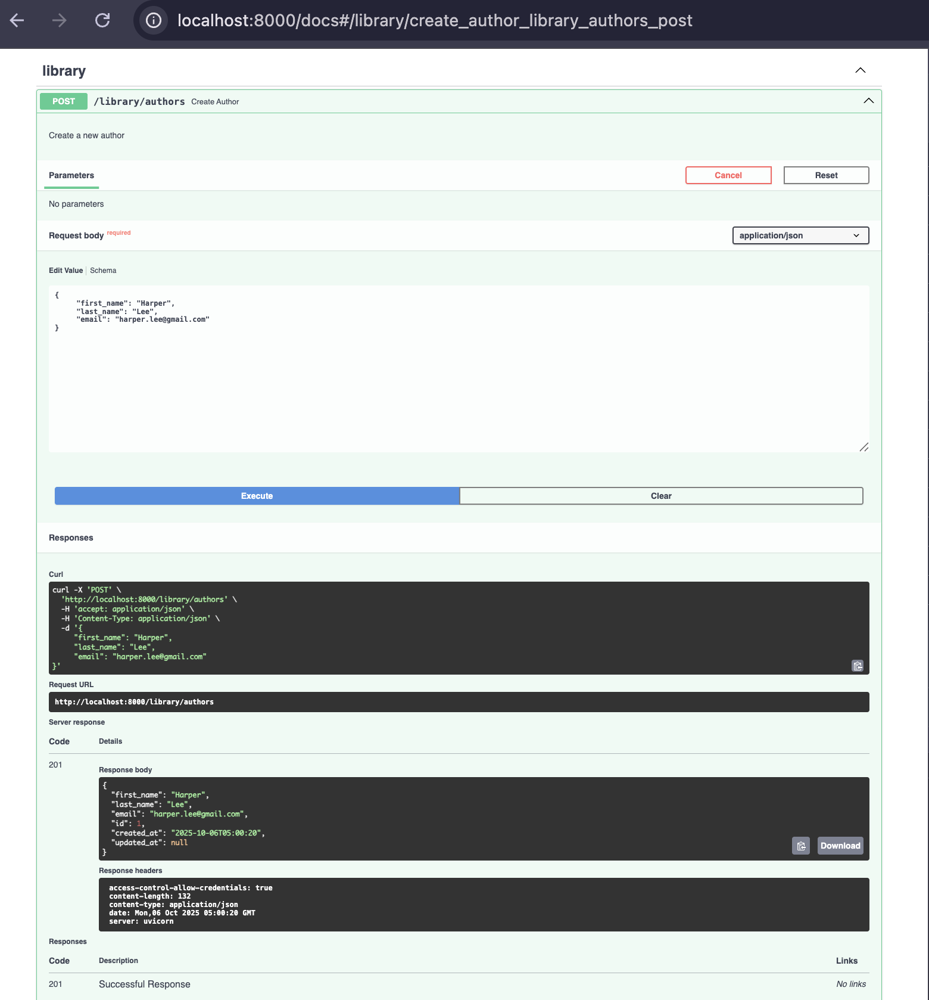 localhost:8000/docs#/library/create_author_library_authors_post
library
POST /library/authors Create Author
Create a new author
Parameters
Cancel
Reset
No parameters
Request body required
application/json
Edit Value
Schema
{
"first_name": "Harper",
"last_name": "Lee",
"email": "harper.lee@gmail.com"
}
Execute
Clear
Responses
Curl
curl -X 'POST' \
'http://localhost:8000/library/authors' \
-H 'accept: application/json' \
-H 'Content-Type: application/json' \
-d '{
"first_name": "Harper",
"last_name": "Lee",
"email": "harper.lee@gmail.com"
}'
Request URL
http://localhost:8000/library/authors
Server response
Code Details
201
Response body
{
"first_name": "Harper",
"last_name": "Lee",
"email": "harper.lee@gmail.com",
"id": 1,
"created_at": "2025-10-06T05:00:20",
"updated_at": null
}
Download
Response headers
access-control-allow-credentials: true
content-length: 132
content-type: application/json
date: Mon,06 Oct 2025 05:00:20 GMT
server: uvicorn
Responses
Code Description Links
201 Successful Response No links